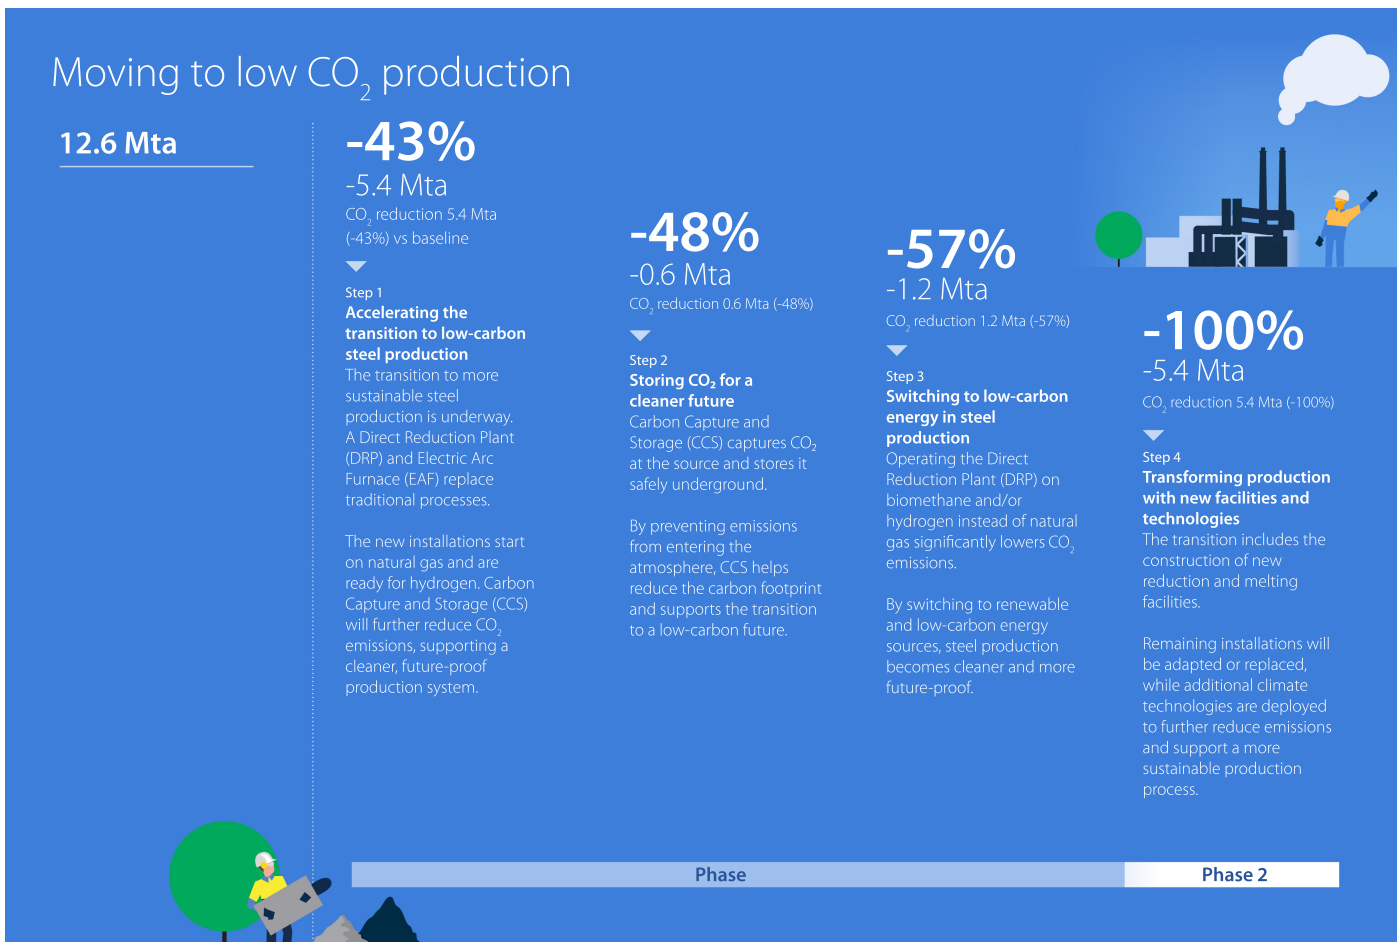 Moving to low CO₂ production
12.6 Mta
-43%
-5.4 Mta
CO₂ reduction 5.4 Mta
(-43%) vs baseline
Step 1
Accelerating the
transition to low-carbon
steel production
The transition to more
sustainable steel
production is underway.
A Direct Reduction Plant
(DRP) and Electric Arc
Furnace (EAF) replace
traditional processes.
The new installations start
on natural gas and are
ready for hydrogen. Carbon
Capture and Storage (CCS)
will further reduce CO₂
emissions, supporting a
cleaner, future-proof
production system.
-48%
-0.6 Mta
CO₂ reduction 0.6 Mta (-48%)
Step 2
Storing CO₂ for a
cleaner future
Carbon Capture and
Storage (CCS) captures CO₂
at the source and stores it
safely underground.
By preventing emissions
from entering the
atmosphere, CCS helps
reduce the carbon footprint
and supports the transition
to a low-carbon future.
-57%
-1.2 Mta
CO₂ reduction 1.2 Mta (-57%)
Step 3
Switching to low-carbon
energy in steel
production
Operating the Direct
Reduction Plant (DRP) on
biomethane and/or
hydrogen instead of natural
gas significantly lowers CO₂
emissions.
By switching to renewable
and low-carbon energy
sources, steel production
becomes cleaner and more
future-proof.
-100%
-5.4 Mta
CO₂ reduction 5.4 Mta (-100%)
Step 4
Transforming production
with new facilities and
technologies
The transition includes the
construction of new
reduction and melting
facilities.
Remaining installations will
be adapted or replaced,
while additional climate
technologies are deployed
to further reduce emissions
and support a more
sustainable production
process.
Phase
Phase 2